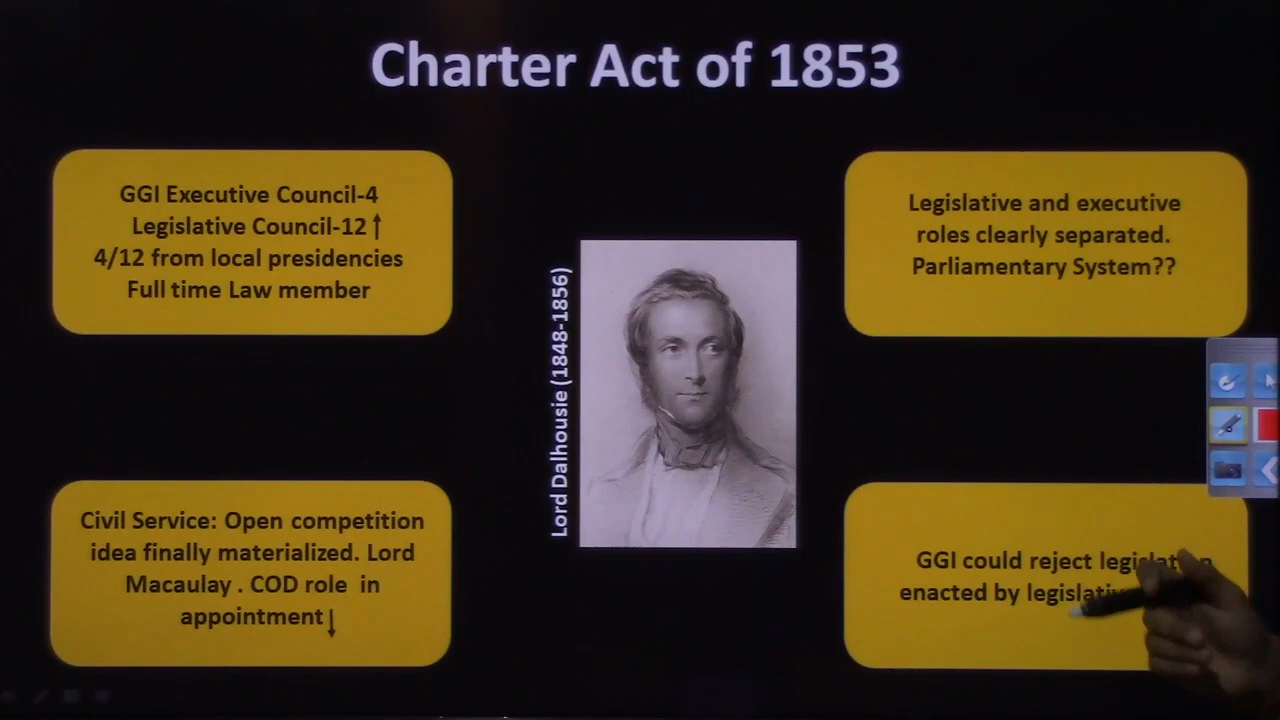 Charter Act of 1853
GGI Executive Council-4
Legislative Council-12↑
4/12 from local presidencies
Full time Law member
Legislative and executive
roles clearly separated.
Parliamentary System??
Lord Dalhousie (1848-1856)
Civil Service: Open competition
idea finally materialized. Lord
Macaulay . COD role in
appointment↓
GGI could reject
enacted by